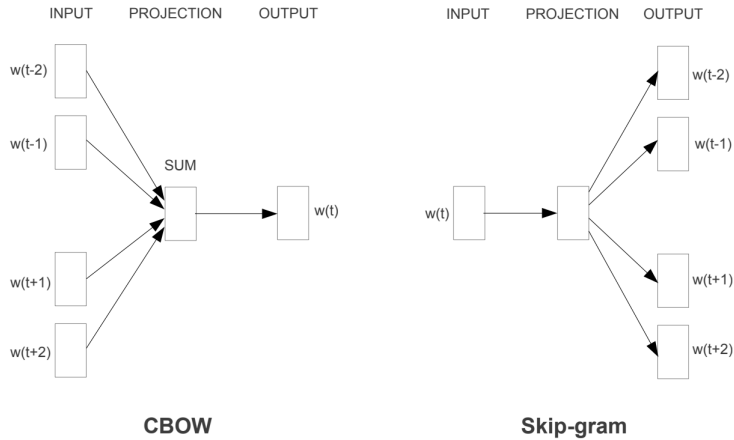 INPUT PROJECTION OUTPUT
w(t-2)
w(t-1)
SUM
w(t)
w(t+1)
w(t+2)
CBOW
INPUT PROJECTION OUTPUT
w(t-2)
w(t-1)
w(t)
w(t+1)
w(t+2)
Skip-gram